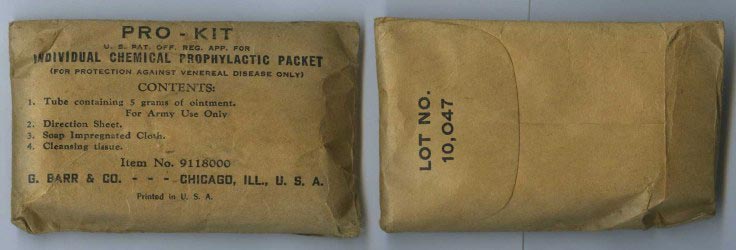 PRO - KIT
U. S. PAT. OFF. REG. APP. FOR
INDIVIDUAL CHEMICAL PROPHYLACTIC PACKET
(FOR PROTECTION AGAINST VENEREAL DISEASE ONLY)
CONTENTS:
1. Tube containing 5 grams of ointment.
For Army Use Only
2. Direction Sheet.
3. Soap Impregnated Cloth.
4. Cleansing tissue.
Item No. 9118000
G. BARR & CO. - - - CHICAGO, ILL., U. S. A.
Printed in U. S. A.
LOT NO.
10,047